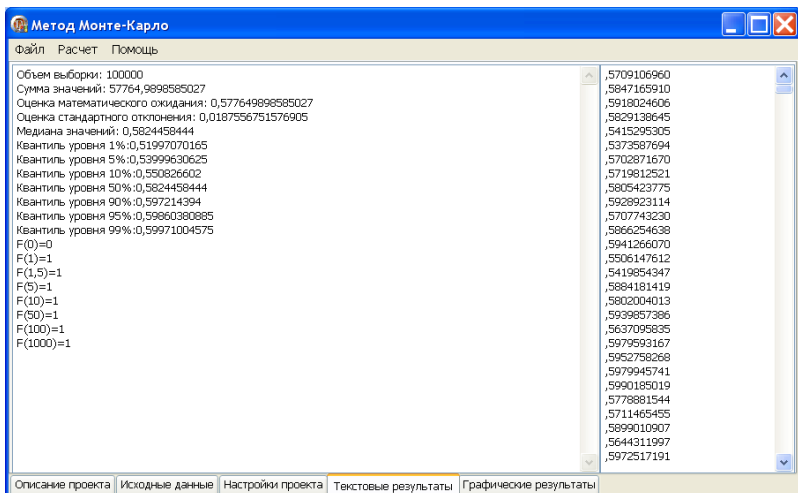 Метод Монте-Карло
Файл Расчет Помощь
Объем выборки: 100000
Сумма значений: 57764,9898585027
Оценка математического ожидания: 0,577649898585027
Оценка стандартного отклонения: 0,0187556751576905
Медиана значений: 0,5824458444
Квантиль уровня 1%:0,51997070165
Квантиль уровня 5%:0,53999630625
Квантиль уровня 10%:0,550826602
Квантиль уровня 50%:0,5824458444
Квантиль уровня 90%:0,597214394
Квантиль уровня 95%:0,59860380885
Квантиль уровня 99%:0,59971004575
F(0)=0
F(1)=1
F(1,5)=1
F(5)=1
F(10)=1
F(50)=1
F(100)=1
F(1000)=1
,5709106960
,5847165910
,5918024606
,5829138645
,5415295305
,5373587694
,5702871670
,5719812521
,5805423775
,5928923114
,5707743230
,5866254638
,5941266070
,5506147612
,5419854347
,5884181419
,5802004013
,5939857386
,5637095835
,5979593167
,5952758268
,5979945741
,5990185019
,5778881544
,5711465455
,5899010907
,5644311997
,5972517191
Описание проекта Исходные данные Настройки проекта Текстовые результаты Графические результаты